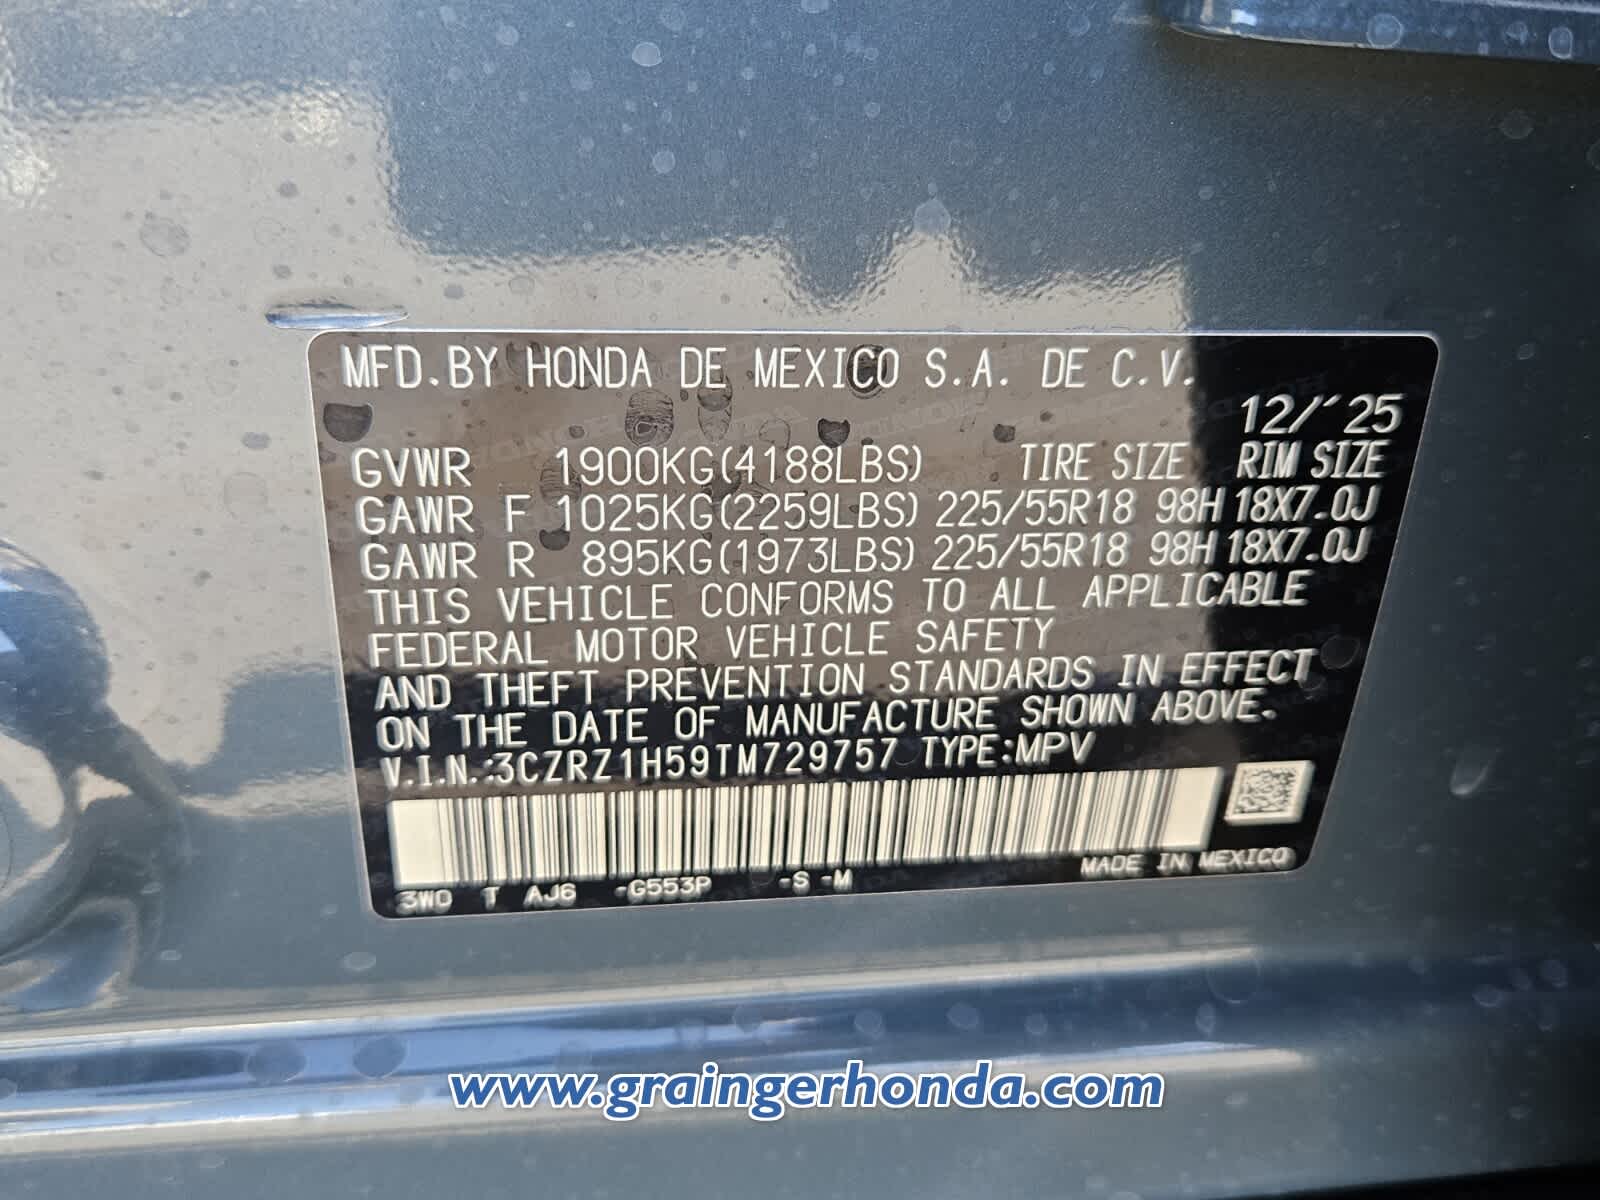 MFD.BY HONDA DE MEXICO S.A. DE C.V.
12/´25
GVWR 1900KG(4188LBS) TIRE SIZE RIM SIZE
GAWR F 1025KG(2259LBS) 225/55R18 98H 18X7.0J
GAWR R 895KG(1973LBS) 225/55R18 98H 18X7.0J
THIS VEHICLE CONFORMS TO ALL APPLICABLE
FEDERAL MOTOR VEHICLE SAFETY
AND THEFT PREVENTION STANDARDS IN EFFECT
ON THE DATE OF MANUFACTURE SHOWN ABOVE.
V.I.N.:3CZRZ1H59TM729757 TYPE:MPV
MADE IN MEXICO
3W0 T AJ6 -G553P -S -M
www.graingerhonda.com